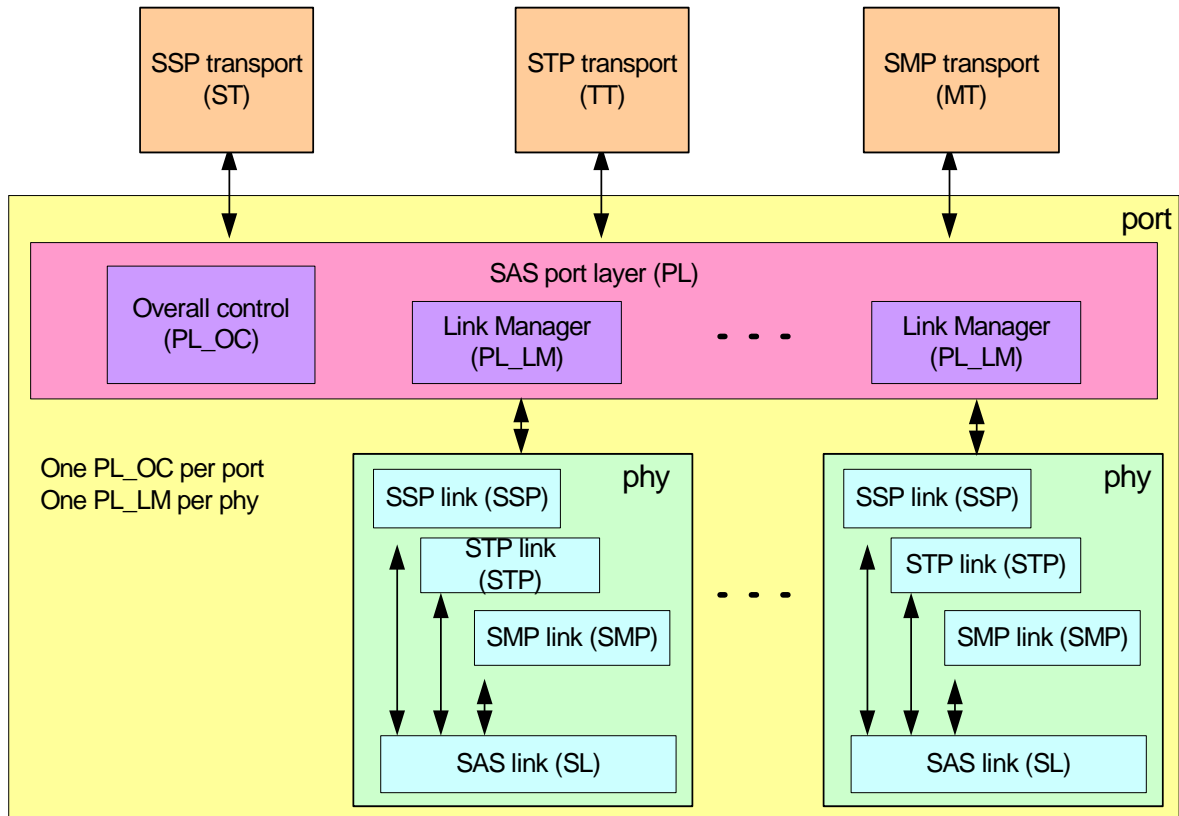 SSP transport
(ST)
STP transport
(TT)
SMP transport
(MT)
port
SAS port layer (PL)
Overall control
(PL_OC)
Link Manager
(PL_LM)
. . .
Link Manager
(PL_LM)
One PL_OC per port
One PL_LM per phy
phy
SSP link (SSP)
STP link
(STP)
SMP link (SMP)
SAS link (SL)
. . .
phy
SSP link (SSP)
STP link (STP)
SMP link (SMP)
SAS link (SL)